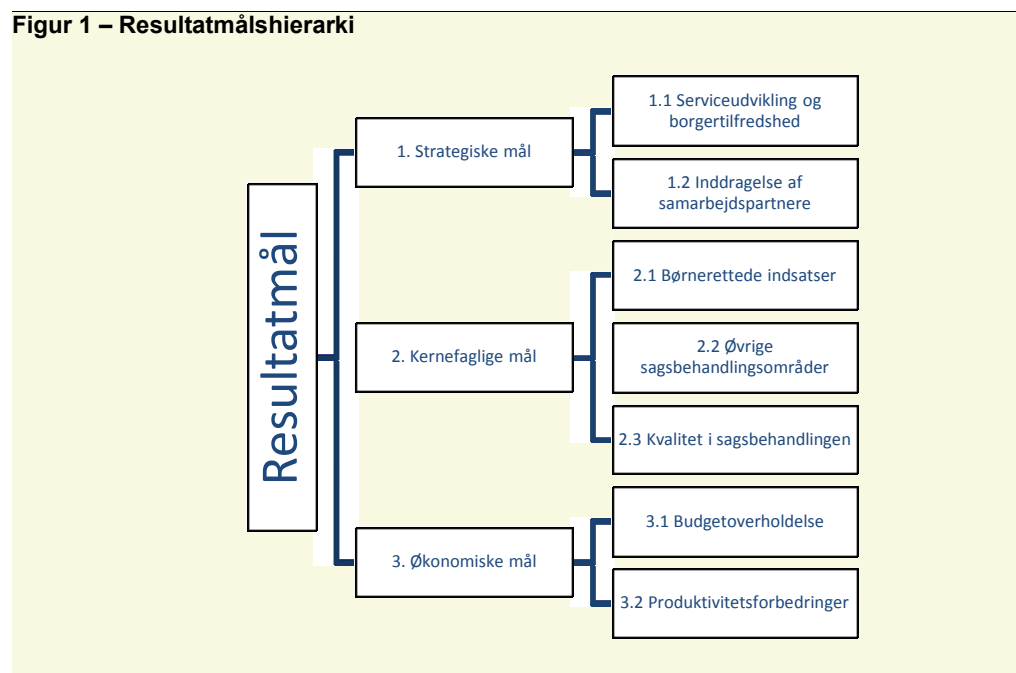 Figur 1 – Resultatmålshierarki
Resultatmål
1. Strategiske mål
1.1 Serviceudvikling og
borgertilfredshed
1.2 Inddragelse af
samarbejdspartnere
2. Kernefaglige mål
2.1 Børnerettede indsatser
2.2 Øvrige
sagsbehandlingsområder
2.3 Kvalitet i sagsbehandlingen
3. Økonomiske mål
3.1 Budgetoverholdelse
3.2 Produktivitetsforbedringer